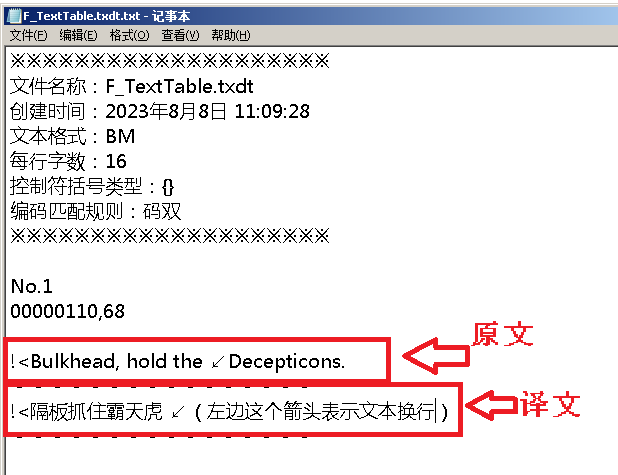 F_TextTable.txdt.txt - 记事本
文件(F) 编辑(E) 格式(O) 查看(V) 帮助(H)
※※※※※※※※※※※※※※※※※※※※
文件名称：F_TextTable.txdt
创建时间：2023年8月8日 11:09:28
文本格式：BM
每行字数：16
控制符括号类型：{}
编码匹配规则：码双
※※※※※※※※※※※※※※※※※※※※
No.1
00000110,68
原文
!<Bulkhead, hold the ↙Decepticons.
译文
!<隔板抓住霸天虎 ↙（左边这个箭头表示文本换行）